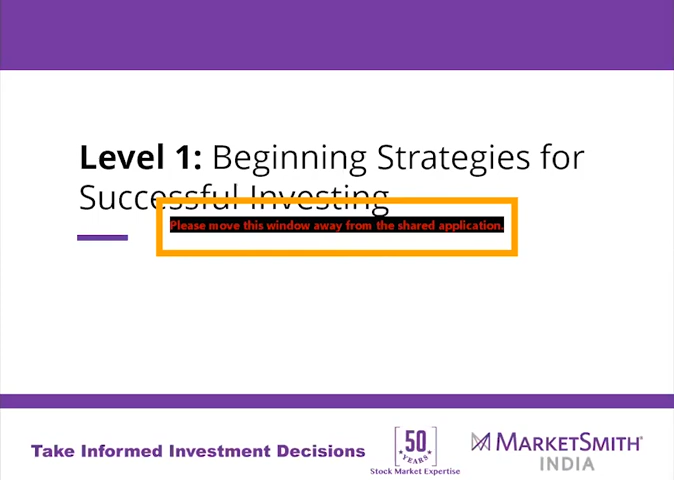 Level 1: Beginning Strategies for
Successful Investing
Please move this window away from the shared application.
Take Informed Investment Decisions
50
YEARS
Stock Market Expertise
MARKETSMITH®
INDIA